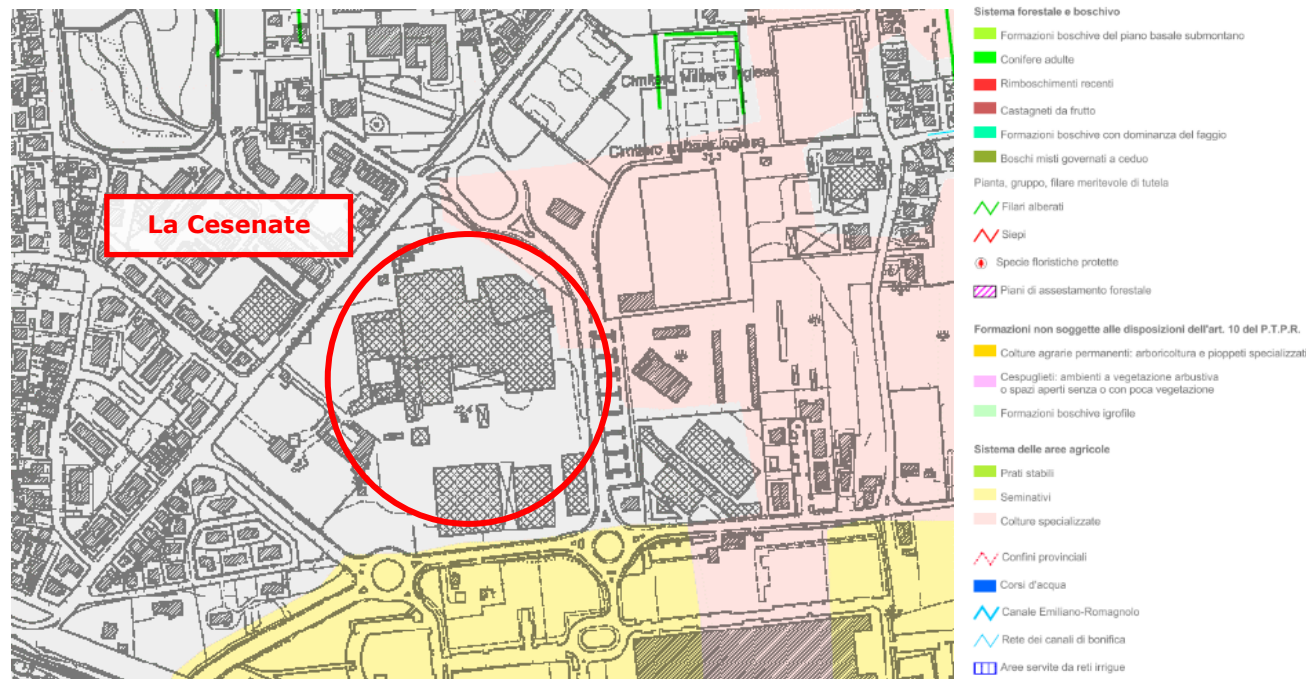 Cimitero Militare Inglese
Cimitero militare inglese
31.3
La Cesenate
Sistema forestale e boschivo
Formazioni boschive del piano basale submontano
Conifere adulte
Rimboschimenti recenti
Castagneti da frutto
Formazioni boschive con dominanza del faggio
Boschi misti governati a ceduo
Pianta, gruppo, filare meritevole di tutela
Filari alberati
Siepi
Specie floristiche protette
Piani di assestamento forestale
Formazioni non soggette alle disposizioni dell'art. 10 del P.T.P.R.
Colture agrarie permanenti: arboricoltura e pioppeti specializzati
Cespuglieti: ambienti a vegetazione arbustiva
o spazi aperti senza o con poca vegetazione
Formazioni boschive igrofile
Sistema delle aree agricole
Prati stabili
Seminativi
Colture specializzate
Confini provinciali
Corsi d'acqua
Canale Emiliano-Romagnolo
Rete dei canali di bonifica
Aree servite da reti irrigue